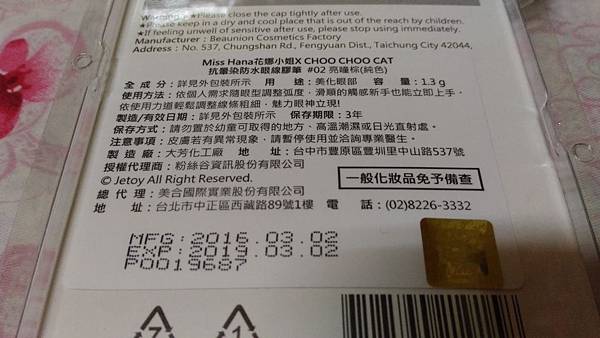 Warning: ★Please close the cap tightly after use.
★Please keep in a dry and cool place that is out of the reach by children.
★If feeling unwell of sensitive after use, please stop using immediately.
Manufacturer : Beaunion Cosmetics Factory
Address : No. 537, Chungshan Rd., Fengyuan Dist., Taichung City 42044,
Miss Hana花娜小姐X CHOO CHOO CAT
抗暈染防水眼線膠筆 #02 亮瞳棕(純色)
全 成 分：詳見外包裝所示 用 途：美化眼部 容 量：1.3 g
使用方法：依個人需求隨眼型調整弧度，滑順的觸感新手也能立即上手，
依使力道輕鬆調整線條粗細，魅力眼神立現!
製造/有效日期：詳見外包裝所示 保存期限：3年
保存方式：請勿置於幼童可取得的地方、高溫潮濕或日光直射處。
注意事項：皮膚若有異常現象，請暫停使用並洽詢專業醫生。
製 造 廠：大芳化工廠 地 址：台中市豐原區豐圳里中山路537號
授權代理商：粉絲谷資訊股份有限公司
© Jetoy All Right Reserved.
一般化妝品免予備查
總 代 理：美合國際實業股份有限公司
地 址：台北市中正區西藏路89號1樓 電 話：(02)8226-3332
MFG:2016.03.02
EXP:2019.03.02
P0019687
7
1